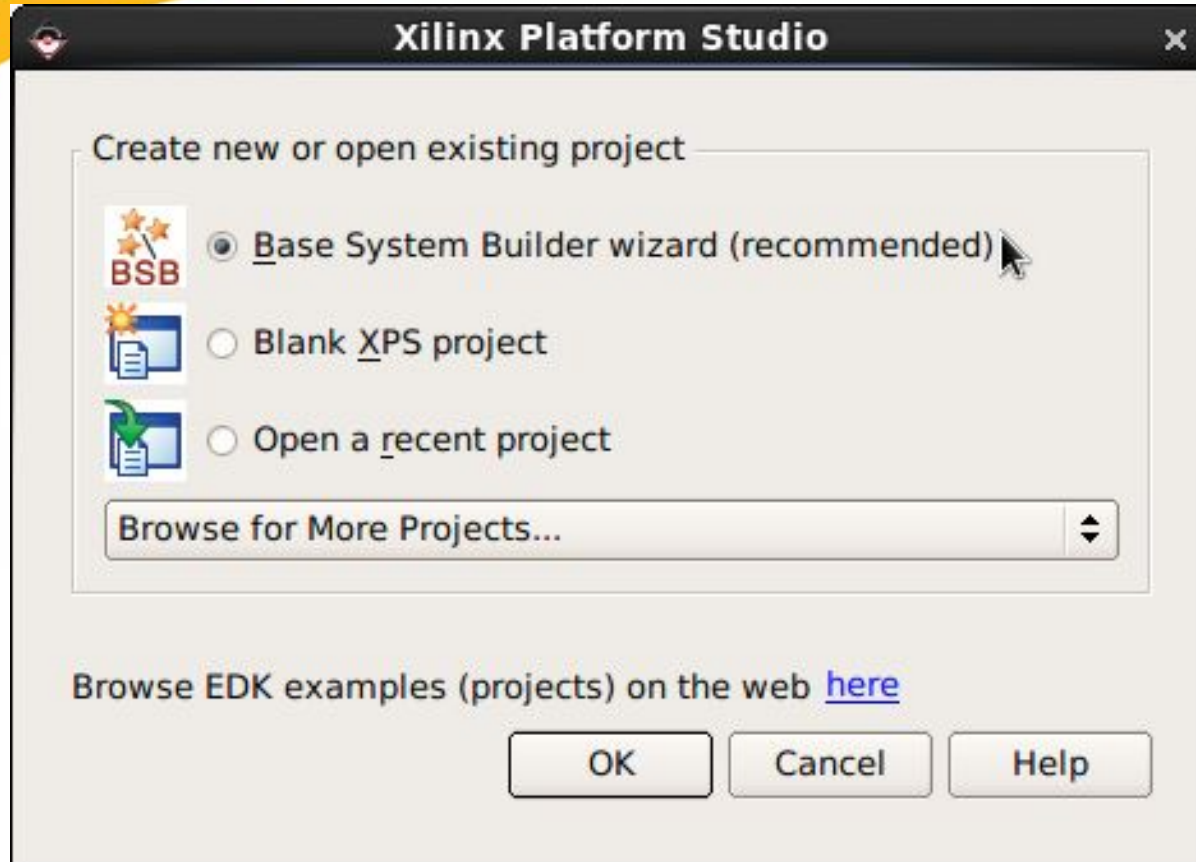 Xilinx Platform Studio
Create new or open existing project
BSB
Base System Builder wizard (recommended)
Blank XPS project
Open a recent project
Browse for More Projects...
Browse EDK examples (projects) on the web here
OK Cancel Help